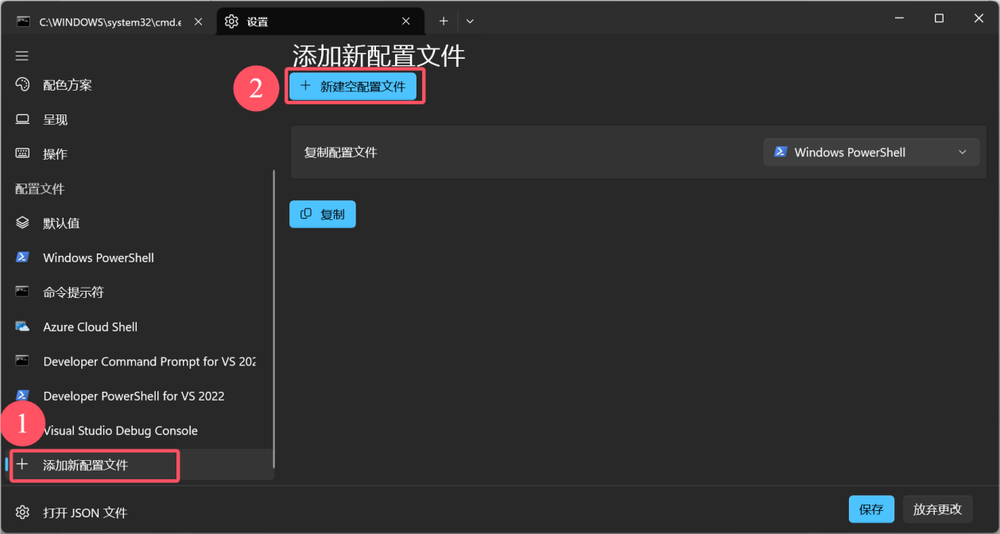 C:\WINDOWS\system32\cmd.e
设置
配色方案
呈现
操作
配置文件
默认值
Windows PowerShell
命令提示符
Azure Cloud Shell
Developer Command Prompt for VS 202
Developer PowerShell for VS 2022
1
Visual Studio Debug Console
添加新配置文件
打开 JSON 文件
添加新配置文件
2
新建空配置文件
复制配置文件
Windows PowerShell
复制
保存
放弃更改